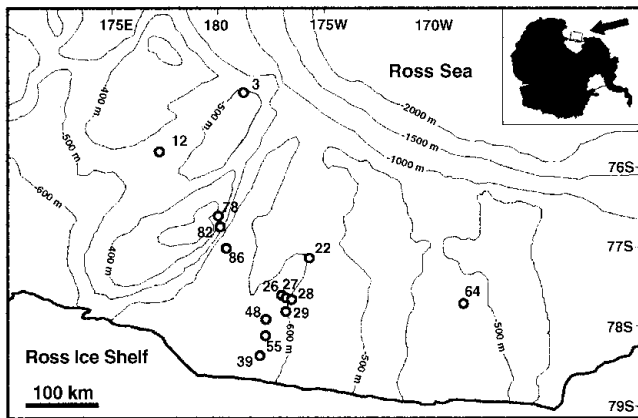 175E 180 175W 170W
Ross Sea
-400 m
-500 m
3
-2000 m
-1500 m
-1000 m
12
-500 m
76S
-600 m
78
82
400 m
86
22
77S
26 27 28
64
48
29
-600 m
-500 m
-500 m
78S
55
39
Ross Ice Shelf
100 km
79S